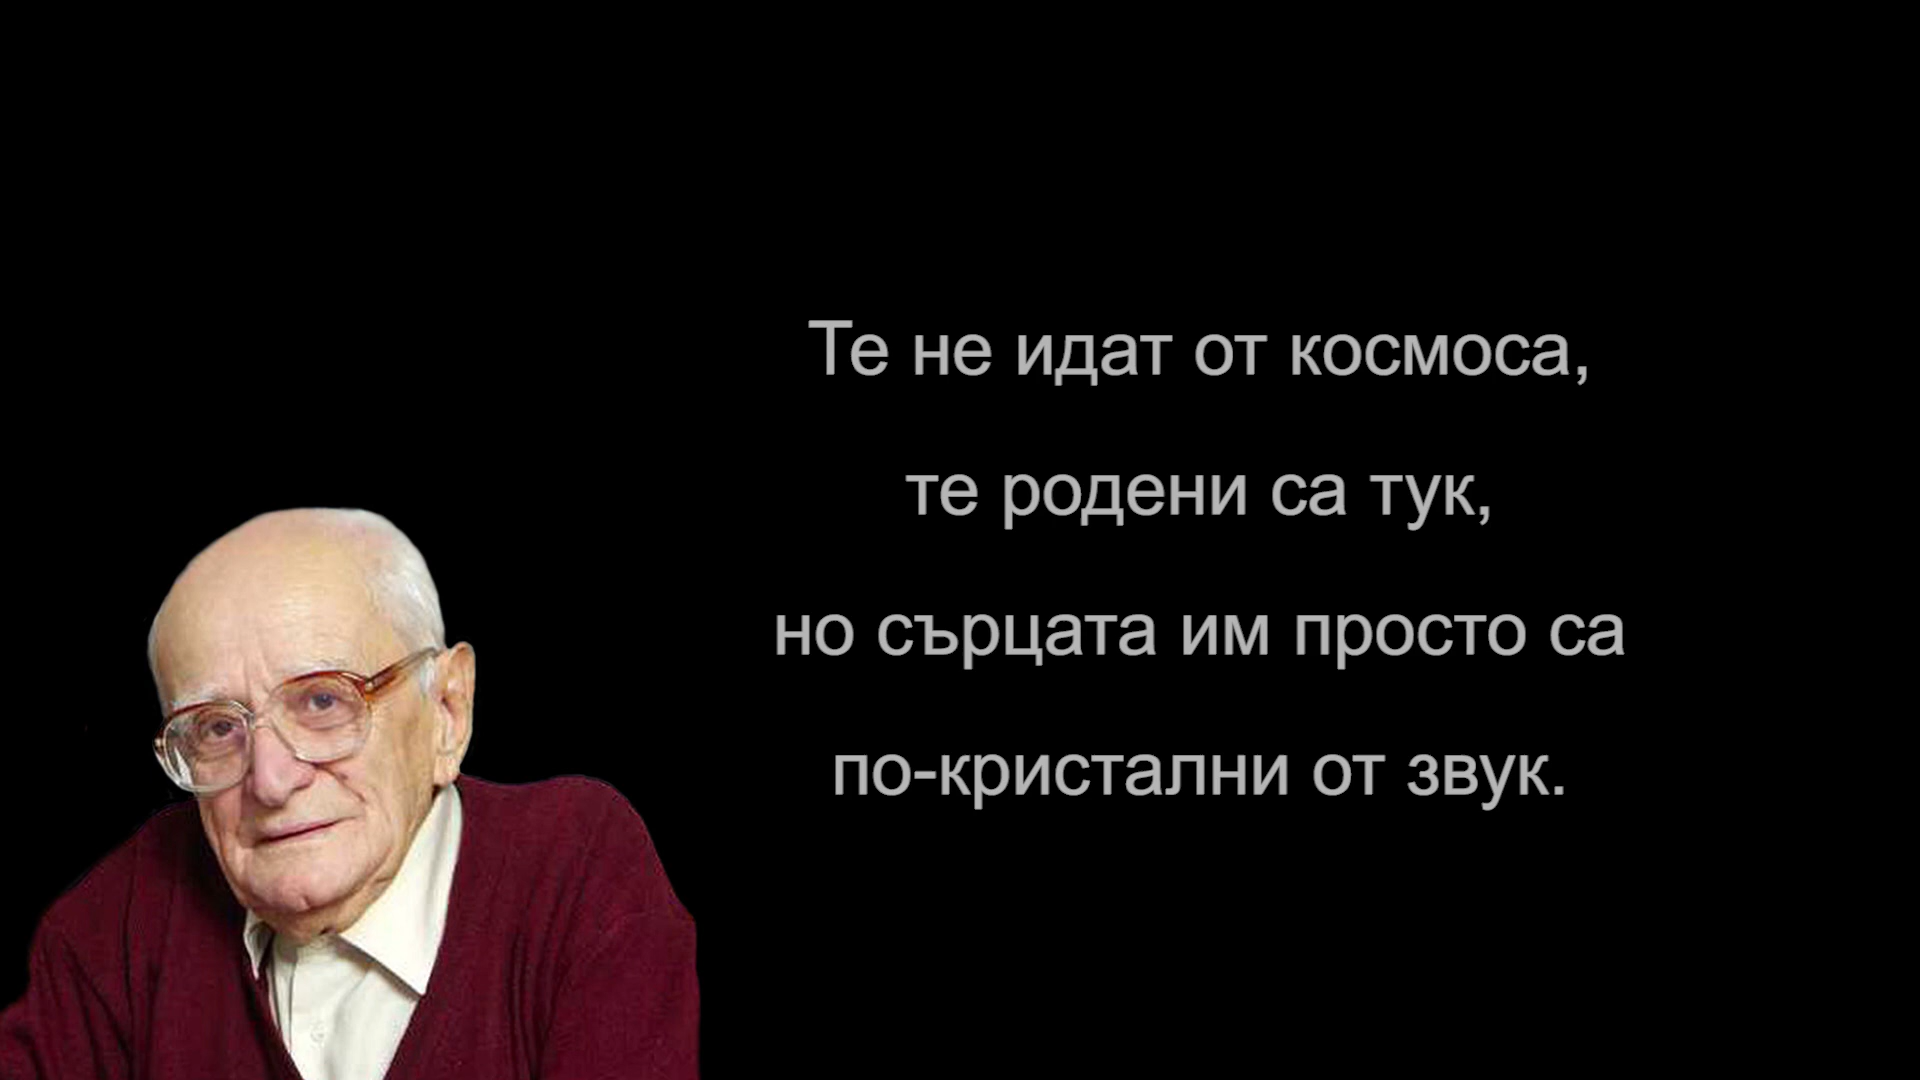 Те не идат от космоса,
те родени са тук,
но сърцата им просто са
по-кристални от звук.